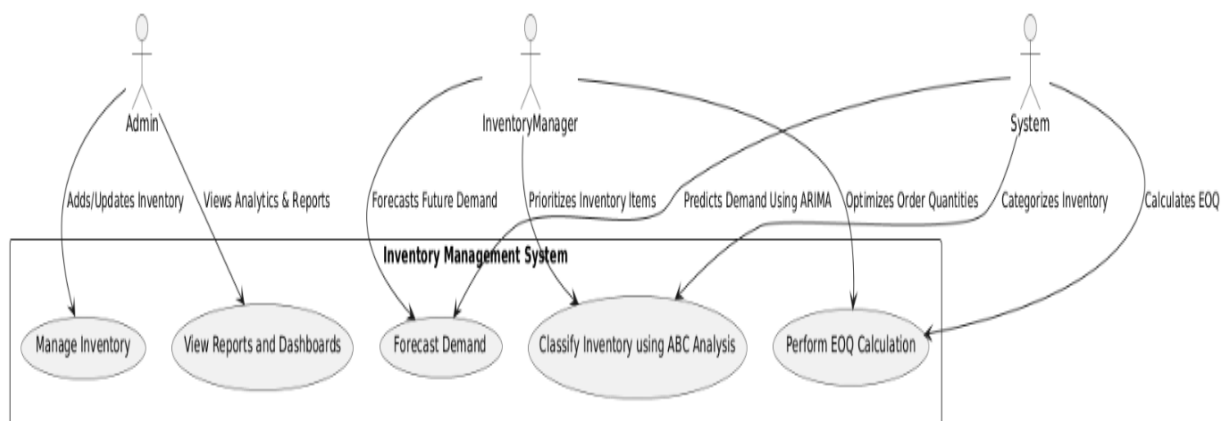 Admin
InventoryManager
System
Adds/Updates Inventory
Views Analytics & Reports
Forecasts Future Demand
Prioritizes Inventory Items
Predicts Demand Using ARIMA
Optimizes Order Quantities
Categorizes Inventory
Calculates EOQ
Inventory Management System
Manage Inventory
View Reports and Dashboards
Forecast Demand
Classify Inventory using ABC Analysis
Perform EOQ Calculation